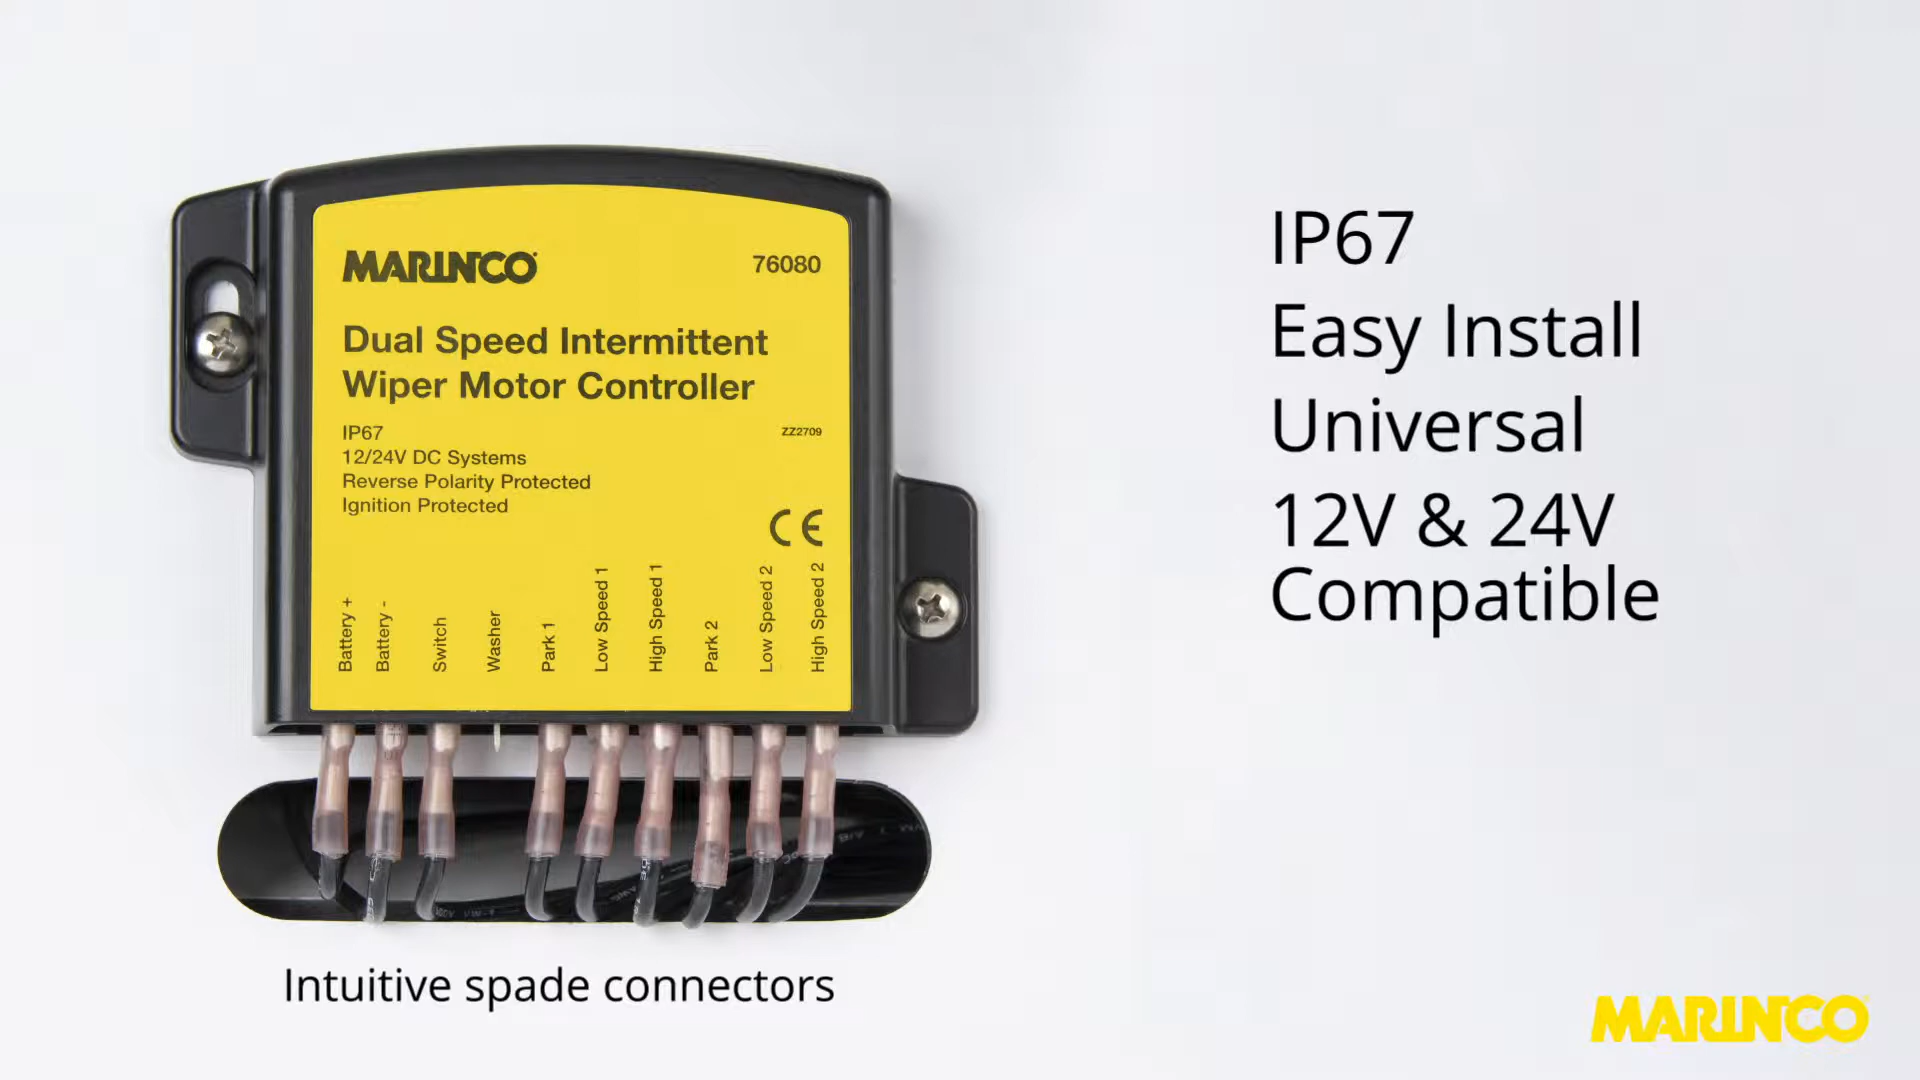 MARINCO
76080
Dual Speed Intermittent
Wiper Motor Controller
IP67
ZZ2709
12/24V DC Systems
Reverse Polarity Protected
Ignition Protected
CE
Battery +
Battery -
Switch
Washer
Park 1
Low Speed 1
High Speed 1
Park 2
Low Speed 2
High Speed 2
Intuitive spade connectors
IP67
Easy Install
Universal
12V & 24V
Compatible
MARINCO